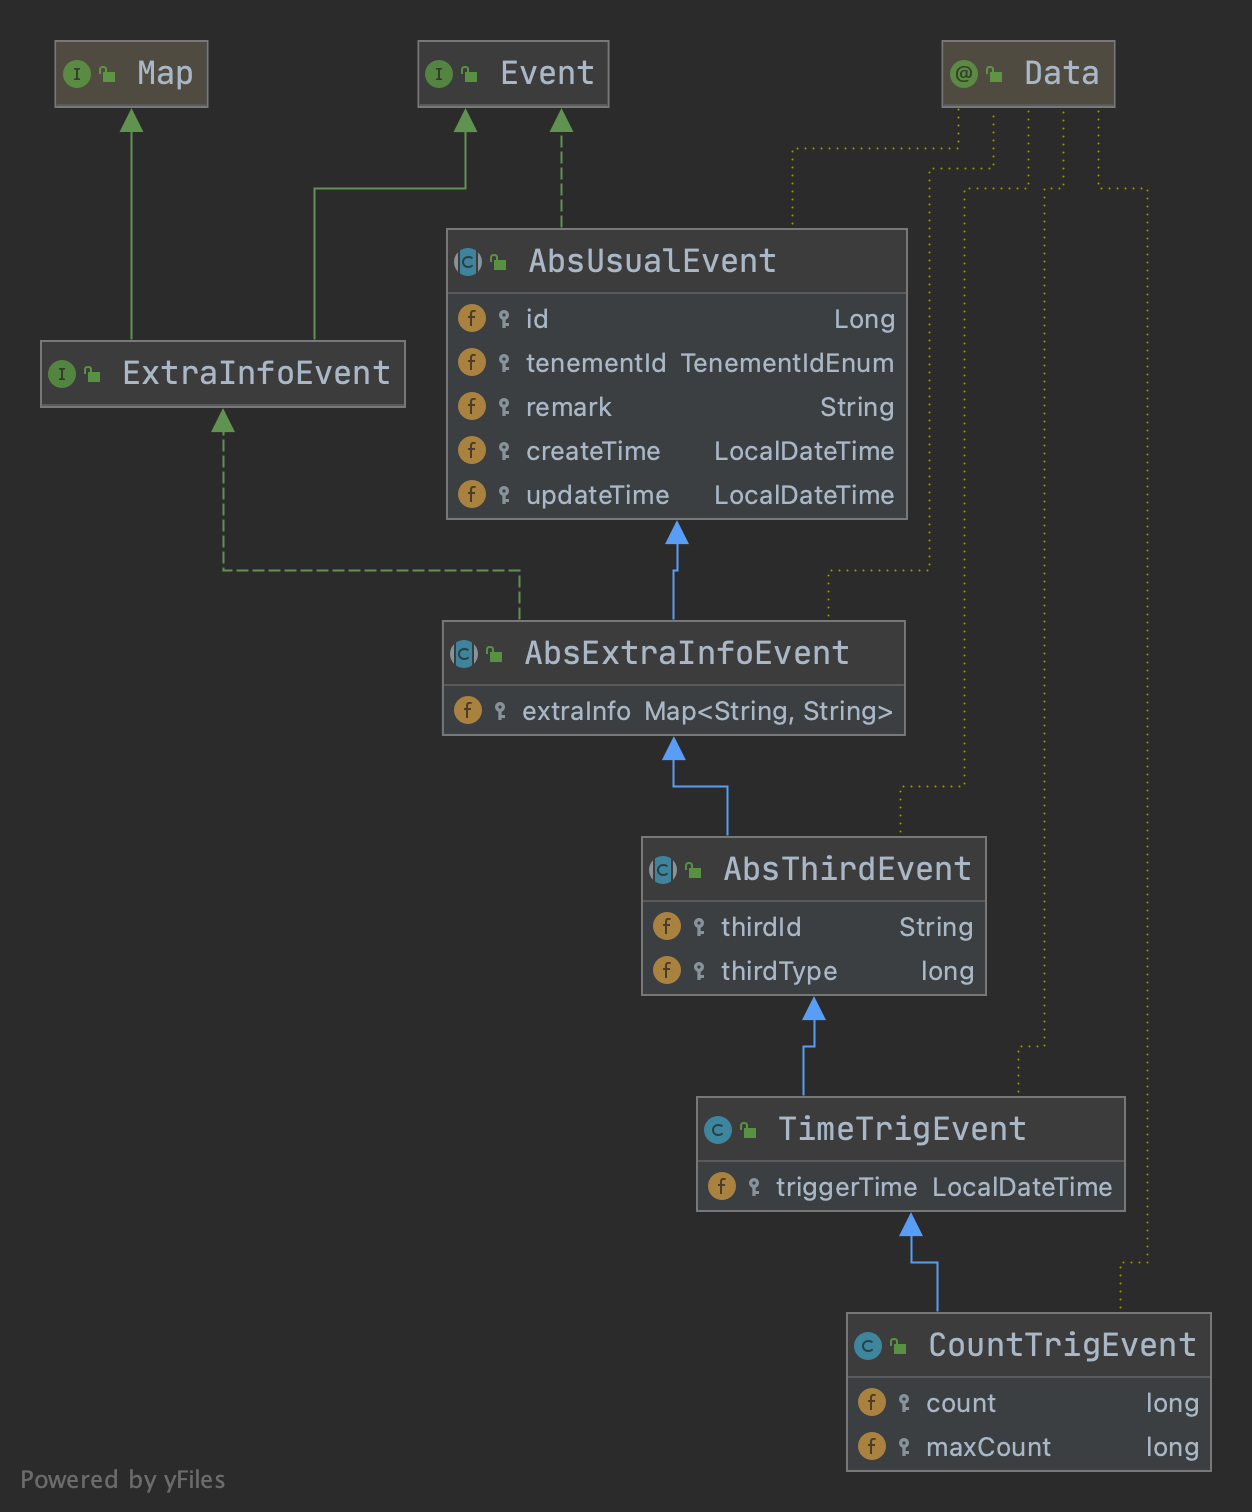 Map
Event
Data
AbsUsualEvent
id Long
tenementId TenementIdEnum
remark String
createTime LocalDateTime
updateTime LocalDateTime
ExtraInfoEvent
AbsExtraInfoEvent
extraInfo Map<String, String>
AbsThirdEvent
thirdId String
thirdType long
TimeTrigEvent
triggerTime LocalDateTime
CountTrigEvent
count long
maxCount long
Powered by yFiles